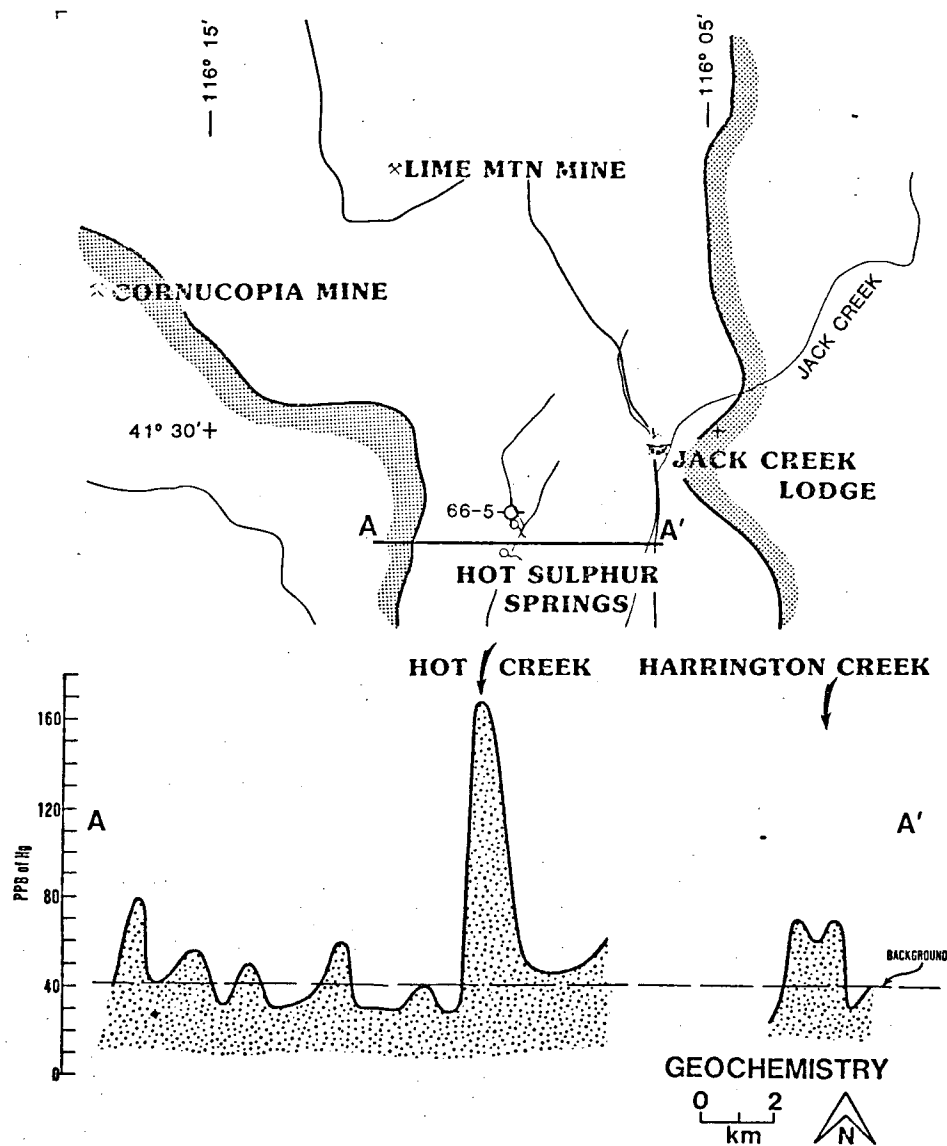 116° 15'
116° 05'
LIME MTN MINE
CORNUCOPIA MINE
JACK CREEK
41° 30'
JACK CREEK
LODGE
66-5
A
A'
HOT SULPHUR
SPRINGS
HOT CREEK
HARRINGTON CREEK
160
120
80
40
0
PPB of Hg
A
A'
BACKGROUND
GEOCHEMISTRY
0 2
km
N